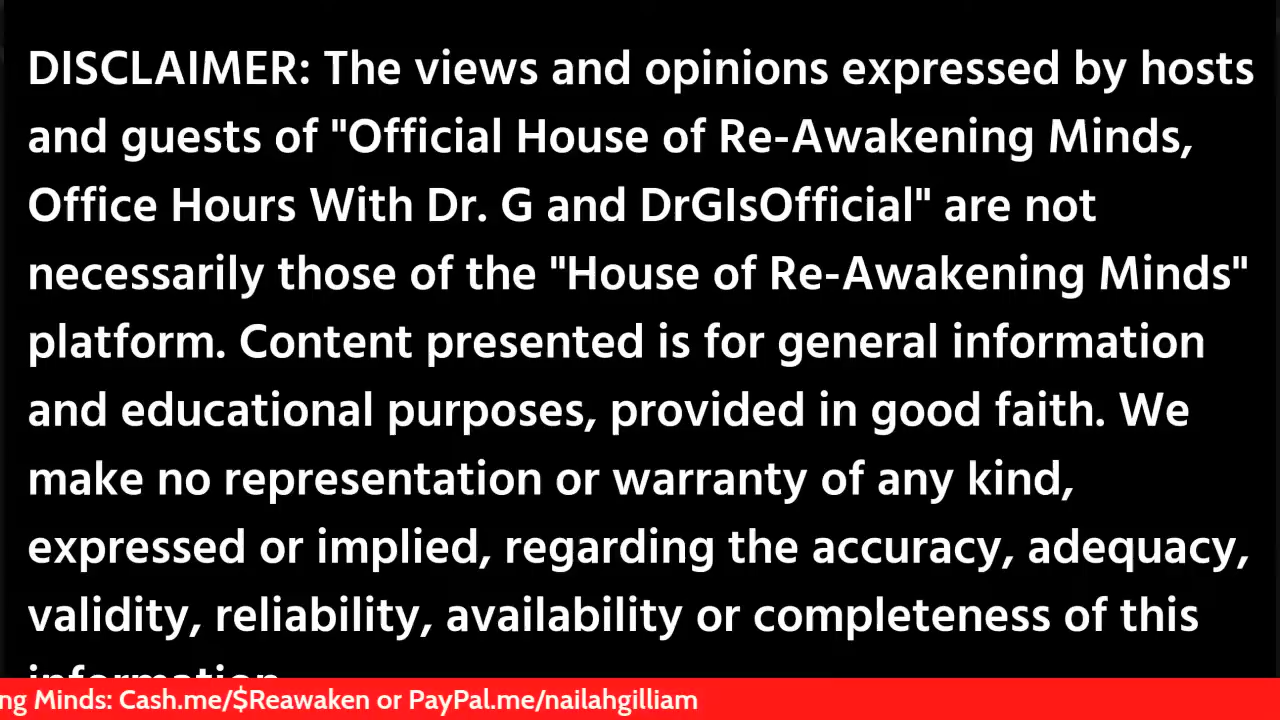 DISCLAIMER: The views and opinions expressed by hosts
and guests of "Official House of Re-Awakening Minds,
Office Hours With Dr. G and DrGIsOfficial" are not
necessarily those of the "House of Re-Awakening Minds"
platform. Content presented is for general information
and educational purposes, provided in good faith. We
make no representation or warranty of any kind,
expressed or implied, regarding the accuracy, adequacy,
validity, reliability, availability or completeness of this
information
ng Minds: Cash.me/$Reawaken or PayPal.me/nailahgilliam